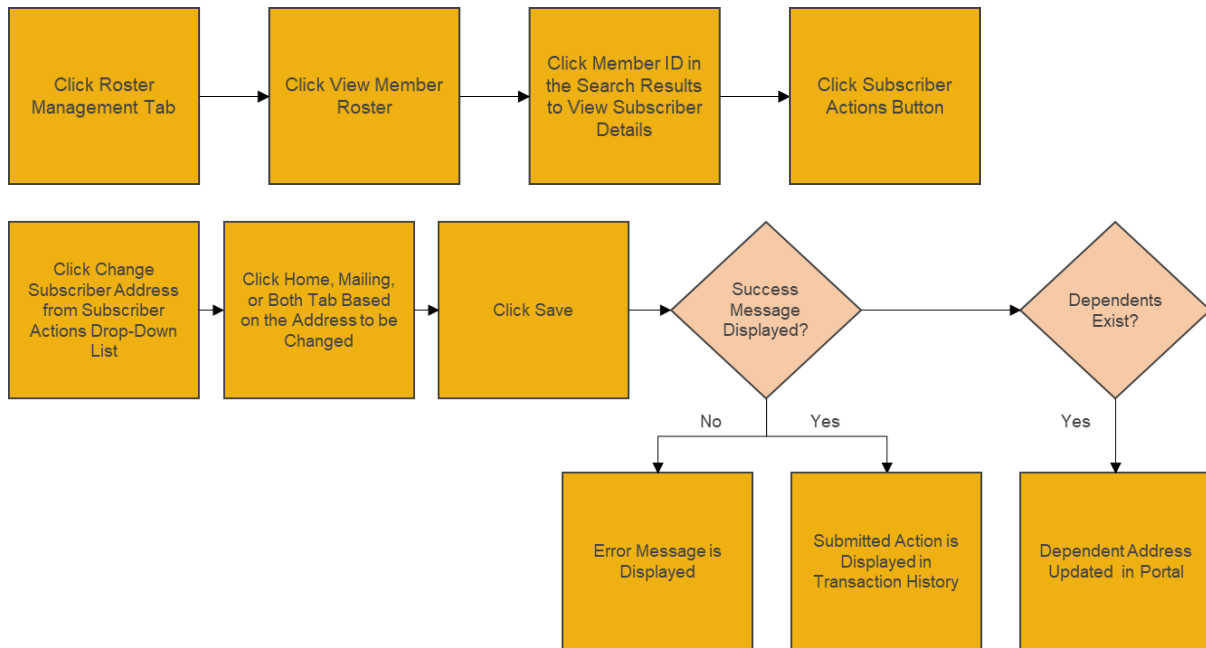 Click Roster
Management Tab
Click View Member
Roster
Click Member ID in
the Search Results
to View Subscriber
Details
Click Subscriber
Actions Button
Click Change
Subscriber Address
from Subscriber
Actions Drop-Down
List
Click Home, Mailing,
or Both Tab Based
on the Address to be
Changed
Click Save
Success
Message
Displayed?
Dependents
Exist?
No
Yes
Yes
Error Message is
Displayed
Submitted Action is
Displayed in
Transaction History
Dependent Address
Updated in Portal